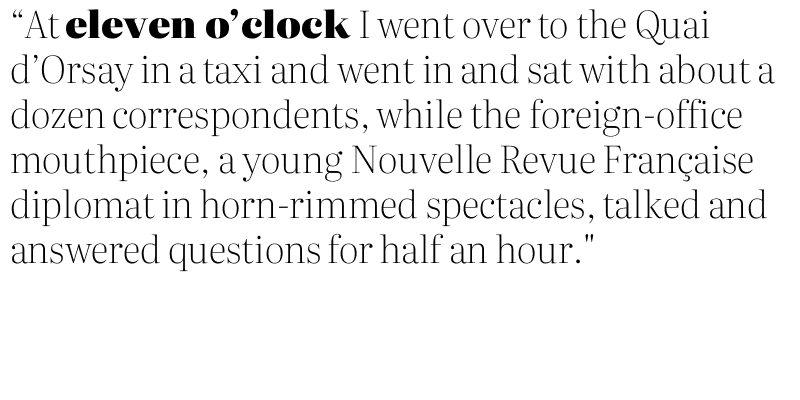 “At eleven o’clock I went over to the Quai
d’Orsay in a taxi and went in and sat with about a
dozen correspondents, while the foreign-office
mouthpiece, a young Nouvelle Revue Française
diplomat in horn-rimmed spectacles, talked and
answered questions for half an hour."